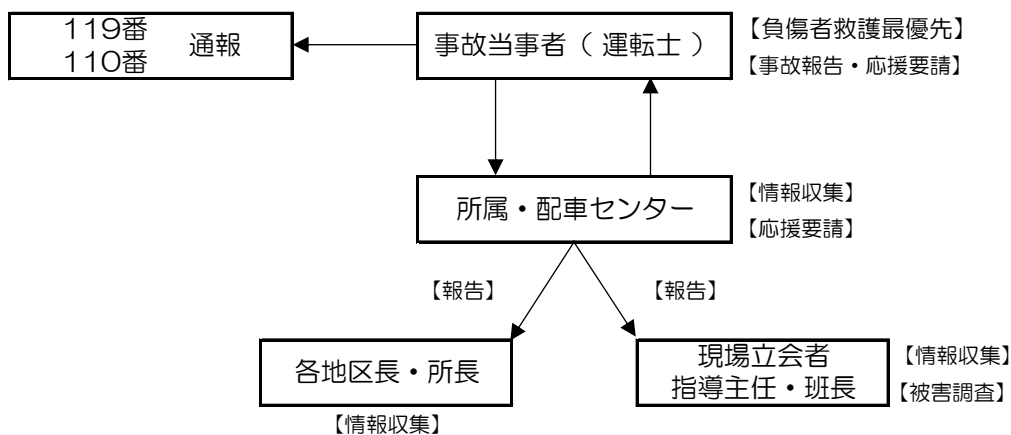 119番
110番
通報
事故当事者（ 運転士 ）
【負傷者救護最優先】
【事故報告・応援要請】
所属・配車センター
【情報収集】
【応援要請】
【報告】
【報告】
各地区長・所長
【情報収集】
現場立会者
指導主任・班長
【情報収集】
【被害調査】